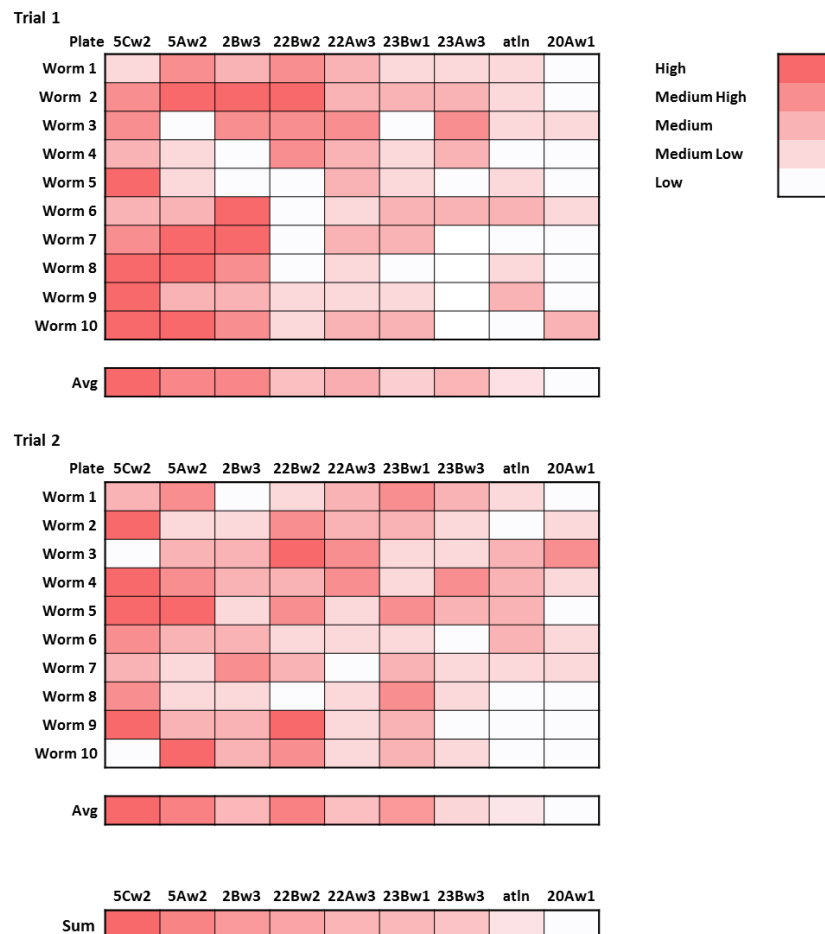 Trial 1
Plate 5Cw2 5Aw2 2Bw3 22Bw2 22Aw3 23Bw1 23Aw3 atln 20Aw1
Worm 1
Worm 2
Worm 3
Worm 4
Worm 5
Worm 6
Worm 7
Worm 8
Worm 9
Worm 10
Avg
High
Medium High
Medium
Medium Low
Low
Trial 2
Plate 5Cw2 5Aw2 2Bw3 22Bw2 22Aw3 23Bw1 23Bw3 atln 20Aw1
Worm 1
Worm 2
Worm 3
Worm 4
Worm 5
Worm 6
Worm 7
Worm 8
Worm 9
Worm 10
Avg
5Cw2 5Aw2 2Bw3 22Bw2 22Aw3 23Bw1 23Bw3 atln 20Aw1
Sum